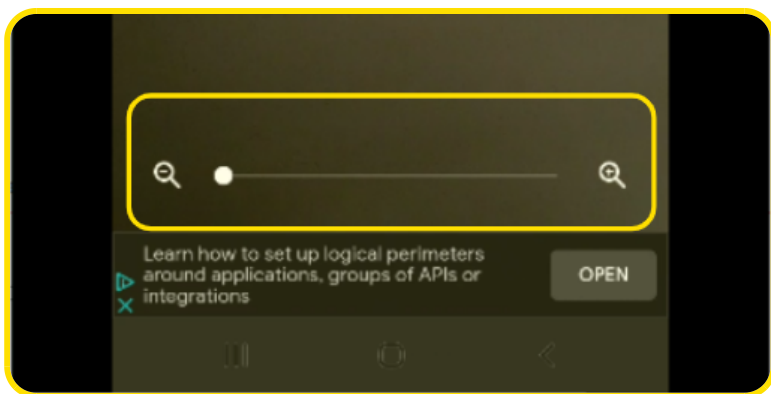 Learn how to set up logical perimeters
around applications, groups of APIs or
integrations
OPEN